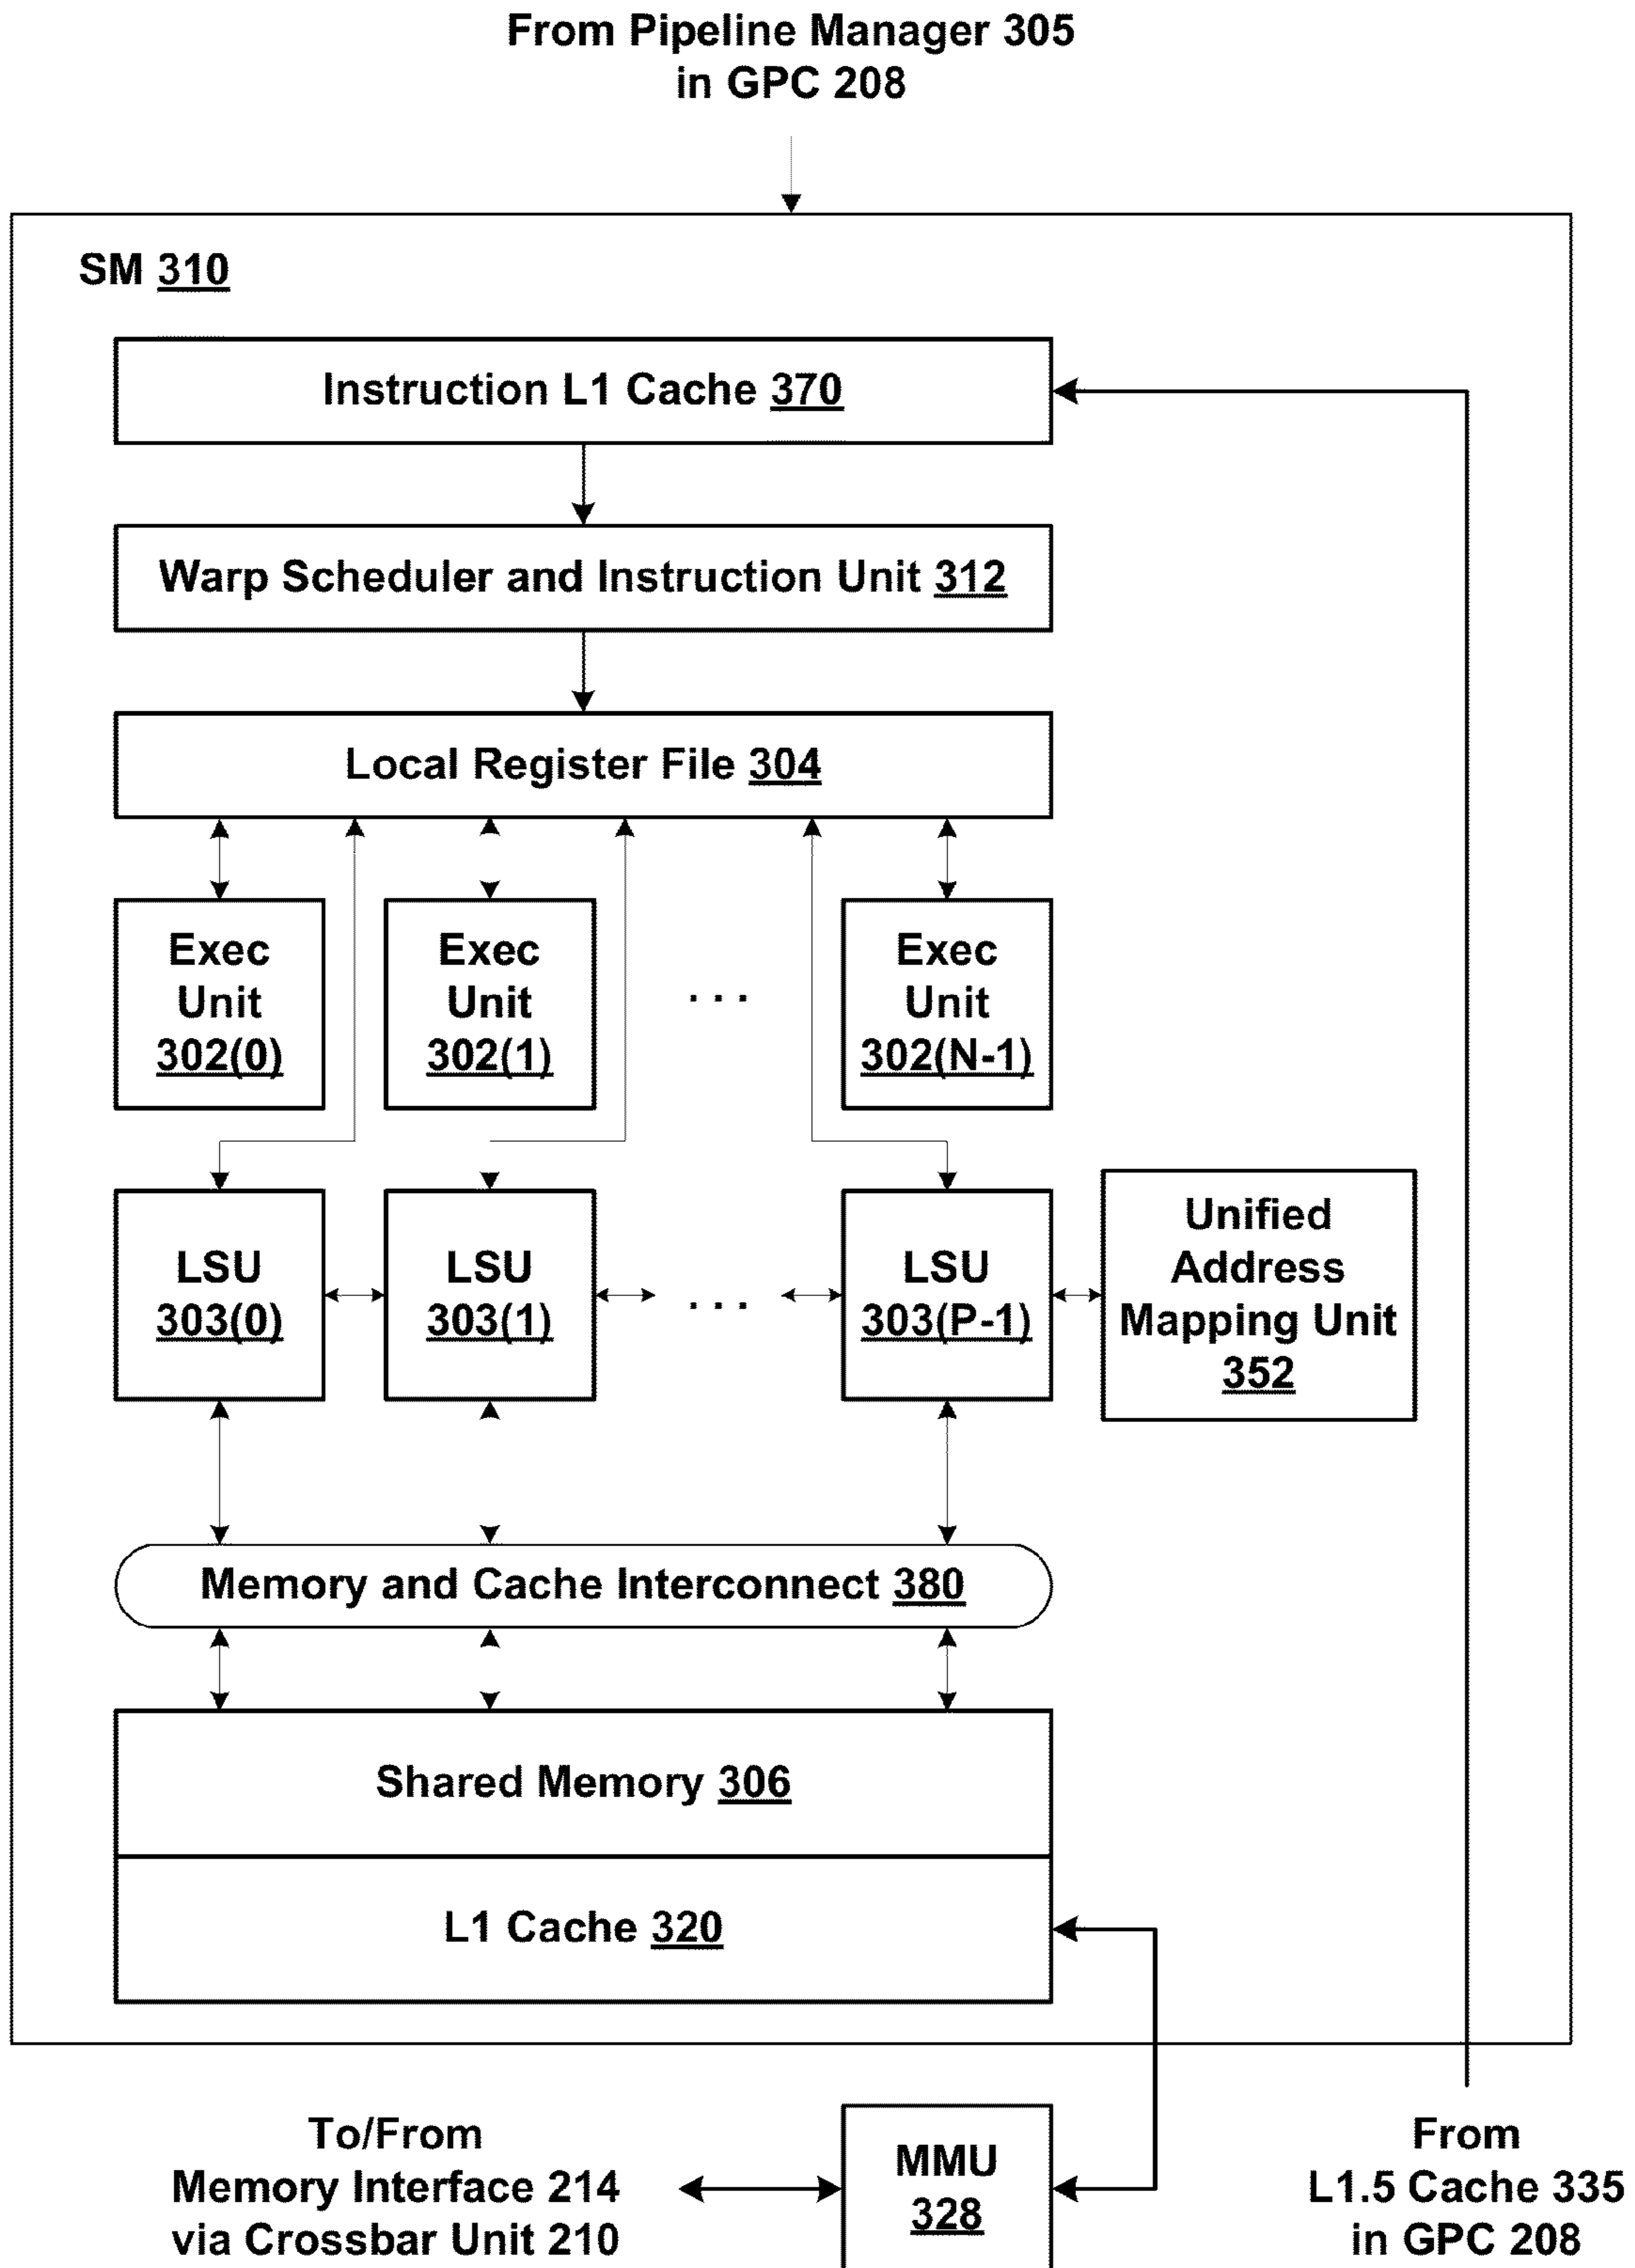 From Pipeline Manager 305
in GPC 208
SM 310
Instruction L1 Cache 370
Warp Scheduler and Instruction Unit 312
Local Register File 304
Exec
Unit
302(0)
Exec
Unit
302(1)
. . .
Exec
Unit
302(N-1)
LSU
303(0)
LSU
303(1)
. . .
LSU
303(P-1)
Unified
Address
Mapping Unit
352
Memory and Cache Interconnect 380
Shared Memory 306
L1 Cache 320
To/From
Memory Interface 214
via Crossbar Unit 210
MMU
328
From
L1.5 Cache 335
in GPC 208